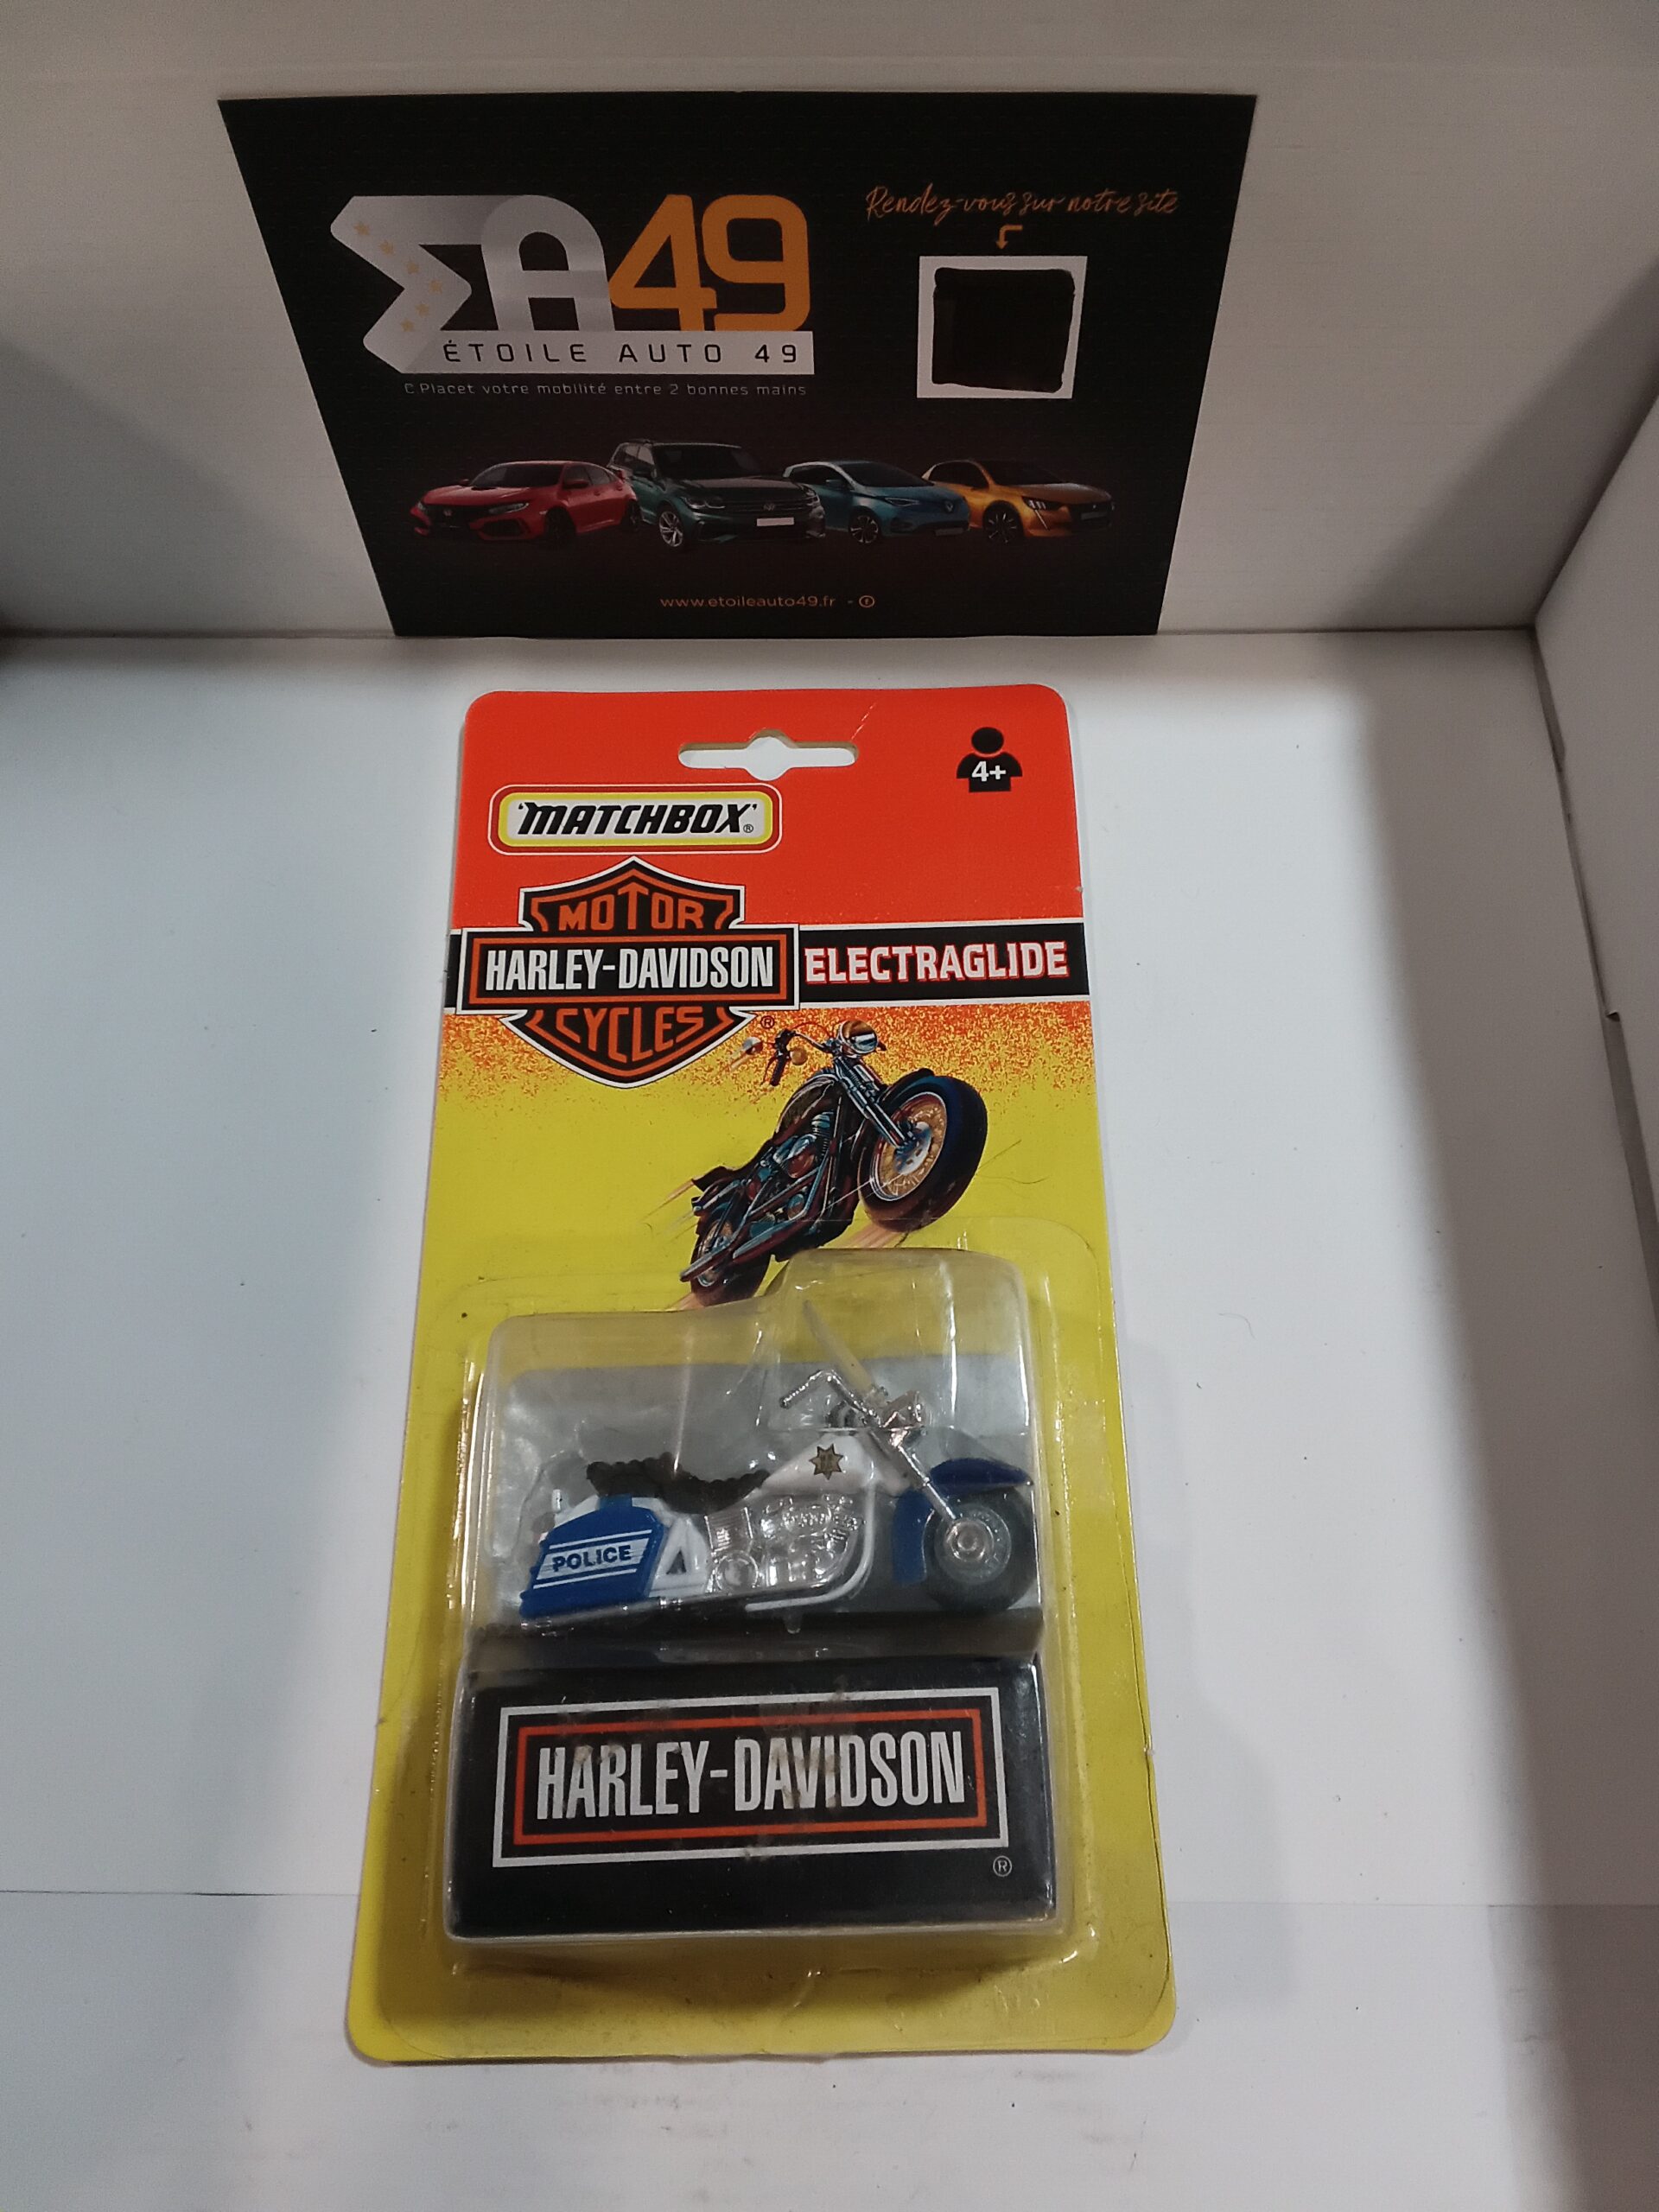 Rendez-vous sur notre site
EA49
ÉTOILE AUTO 49
C.Placet votre mobilité entre 2 bonnes mains
www.etoileauto49.fr -
4+
'MATCHBOX'®
MOTOR
HARLEY-DAVIDSON
CYCLES®
ELECTRAGLIDE
POLICE
HARLEY-DAVIDSON
®